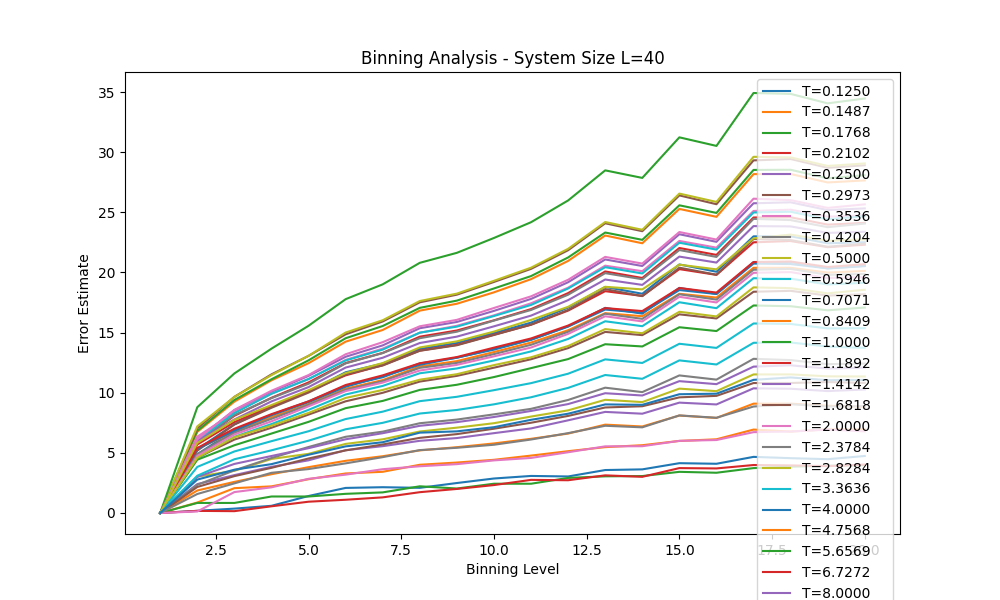 Binning Analysis - System Size L=40
Error Estimate
35
30
25
20
15
10
5
0
2.5
5.0
7.5
10.0
12.5
15.0
17.5
Binning Level
T=0.1250
T=0.1487
T=0.1768
T=0.2102
T=0.2500
T=0.2973
T=0.3536
T=0.4204
T=0.5000
T=0.5946
T=0.7071
T=0.8409
T=1.0000
T=1.1892
T=1.4142
T=1.6818
T=2.0000
T=2.3784
T=2.8284
T=3.3636
T=4.0000
T=4.7568
T=5.6569
T=6.7272
T=8.0000